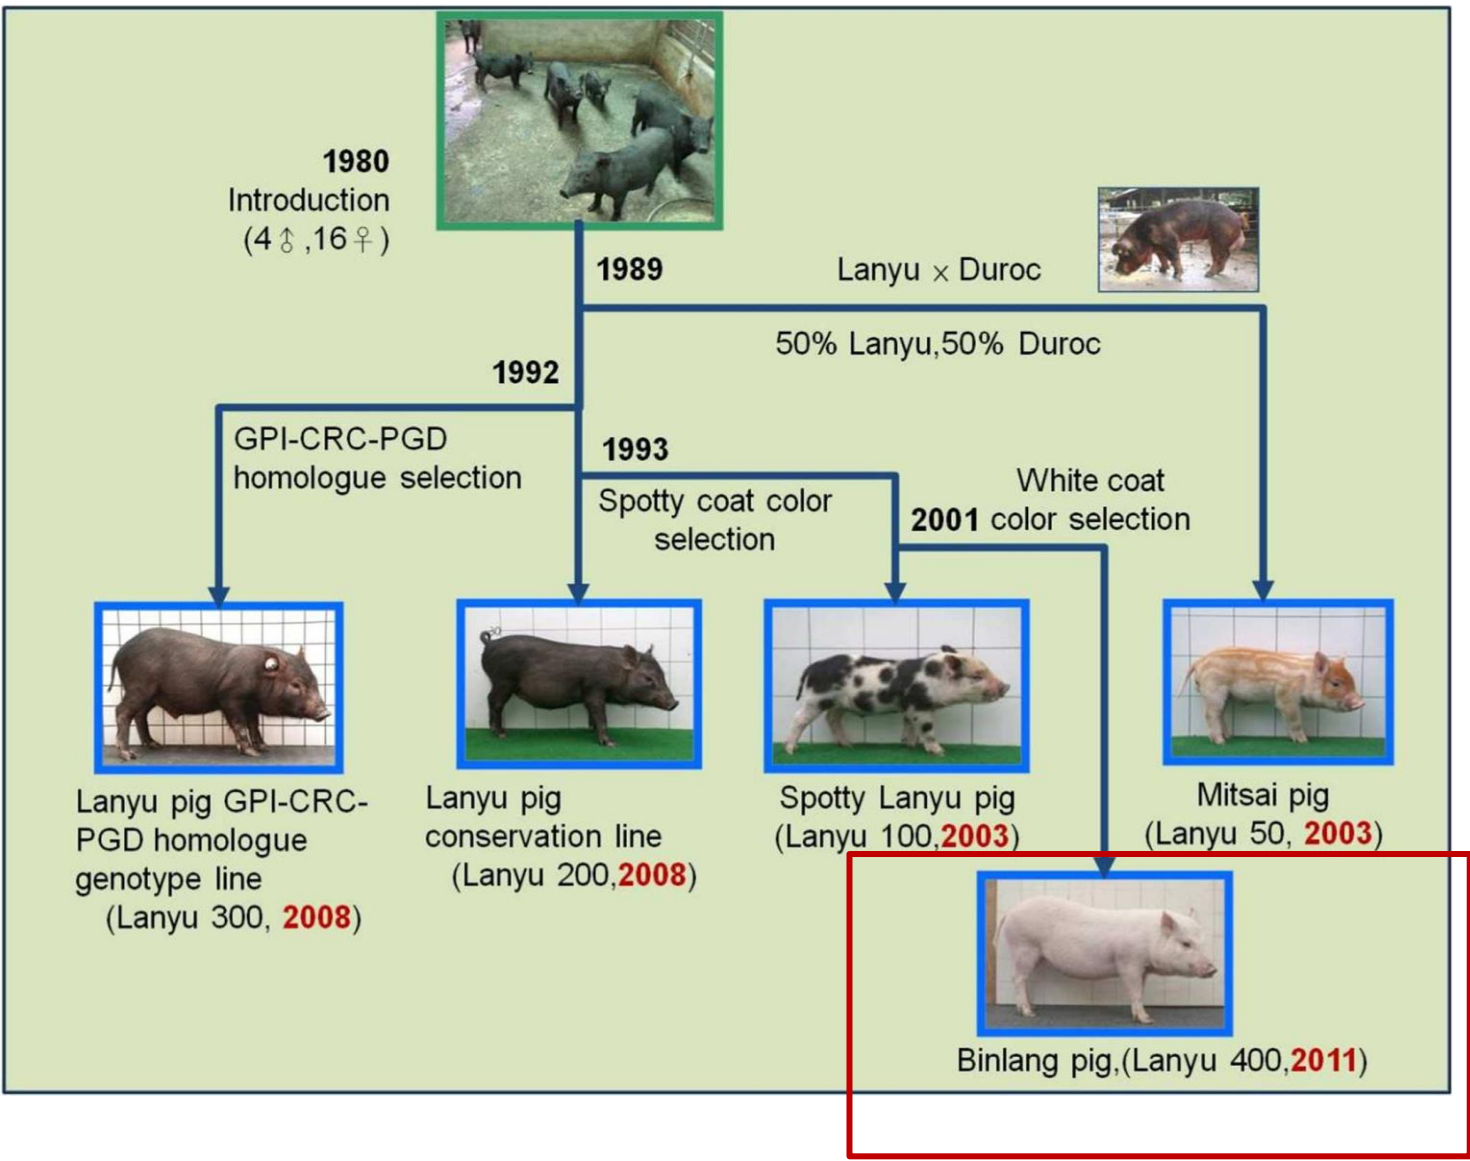 1980
Introduction
(4♂,16♀)
1989
Lanyu × Duroc
50% Lanyu,50% Duroc
1992
GPI-CRC-PGD
homologue selection
1993
Spotty coat color
selection
White coat
2001 color selection
Lanyu pig GPI-CRC-
PGD homologue
genotype line
(Lanyu 300, 2008)
Lanyu pig
conservation line
(Lanyu 200,2008)
Spotty Lanyu pig
(Lanyu 100,2003)
Mitsai pig
(Lanyu 50, 2003)
Binlang pig,(Lanyu 400,2011)